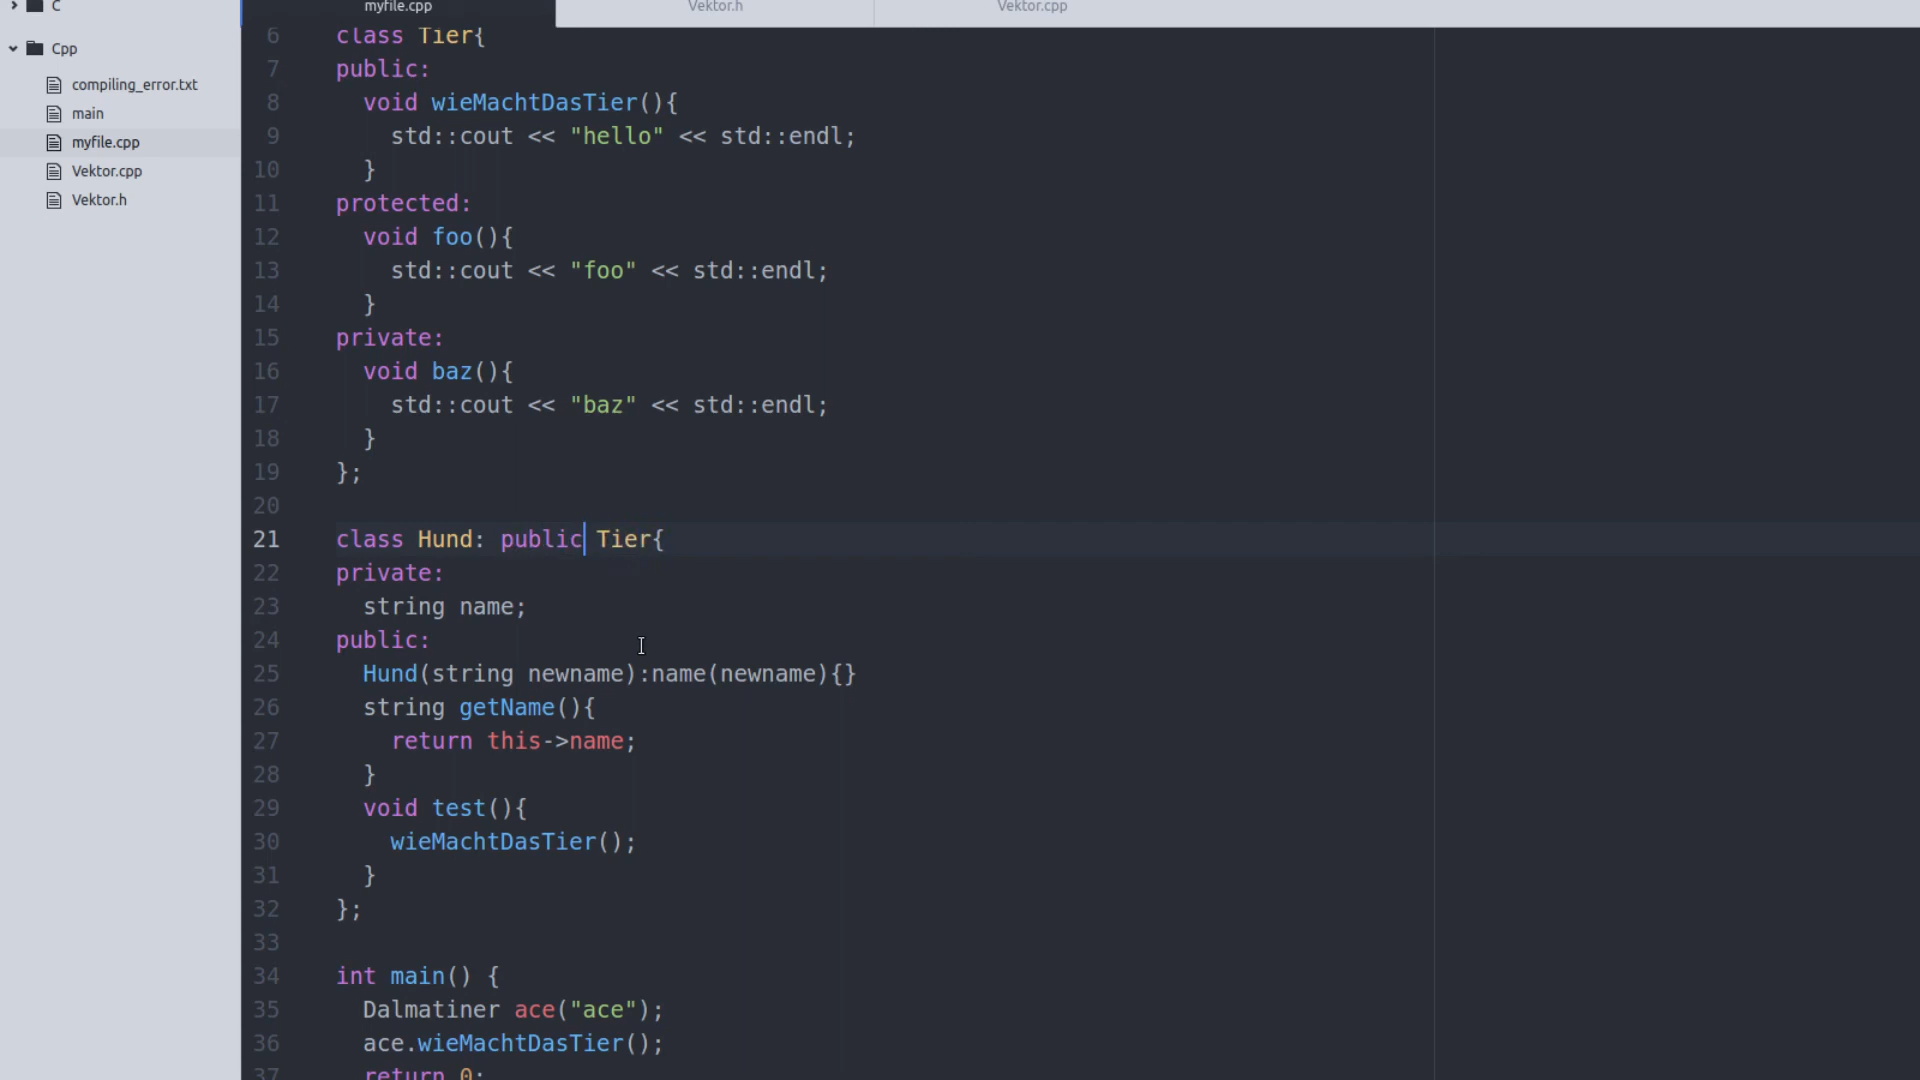 C
myfile.cpp
Vektor.h
Vektor.cpp
Cpp
compiling_error.txt
main
myfile.cpp
Vektor.cpp
Vektor.h
6 class Tier{
7 public:
8 void wieMachtDasTier(){
9 std::cout << "hello" << std::endl;
10 }
11 protected:
12 void foo(){
13 std::cout << "foo" << std::endl;
14 }
15 private:
16 void baz(){
17 std::cout << "baz" << std::endl;
18 }
19 };
20
21 class Hund: public Tier{
22 private:
23 string name;
24 public:
25 Hund(string newname):name(newname){}
26 string getName(){
27 return this->name;
28 }
29 void test(){
30 wieMachtDasTier();
31 }
32 };
33
34 int main() {
35 Dalmatiner ace("ace");
36 ace.wieMachtDasTier();
37 return 0;